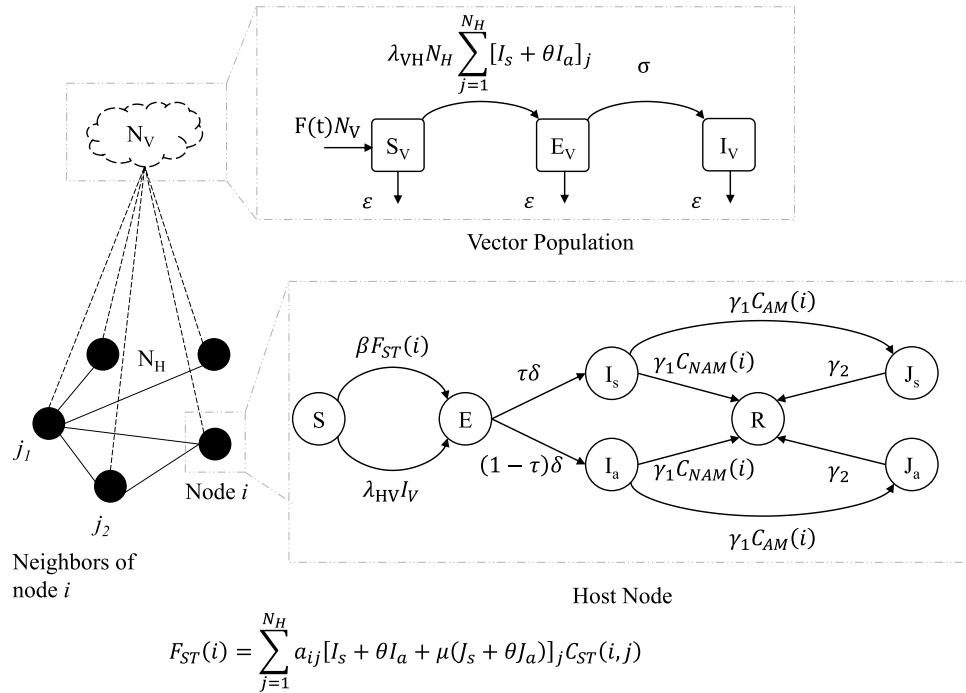 N_V
λ_VH N_H ∑_{j=1}^{N_H} [I_s + θI_a]_j
σ
F(t)N_V
S_V
E_V
I_V
ε
ε
ε
Vector Population
N_H
j_1
j_2
Node i
Neighbors of
node i
γ_1 C_AM(i)
βF_ST(i)
τδ
I_s
γ_1 C_NAM(i)
γ_2
J_s
S
E
R
(1 − τ)δ
I_a
γ_1 C_NAM(i)
γ_2
J_a
λ_HV I_V
γ_1 C_AM(i)
Host Node
F_ST(i) = ∑_{j=1}^{N_H} a_ij [I_s + θI_a + μ(J_s + θJ_a)]_j C_ST(i, j)